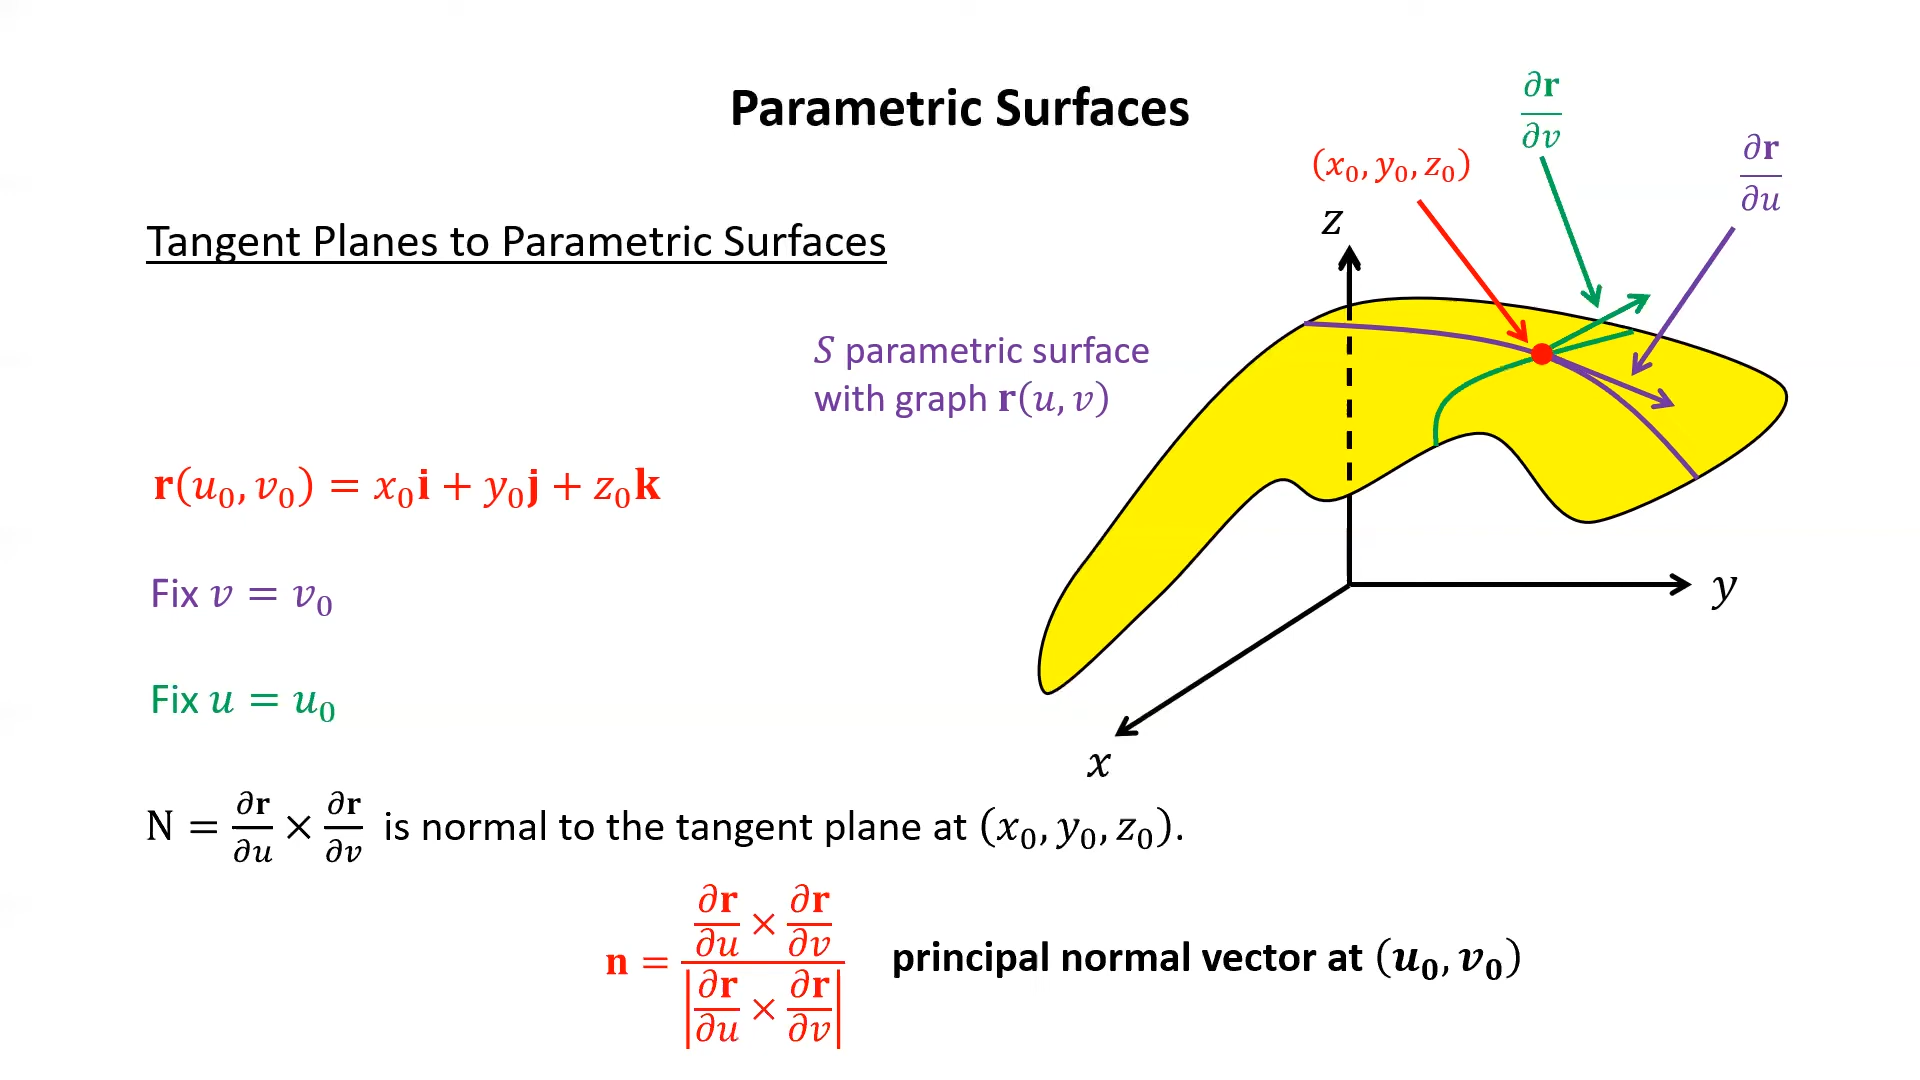 Parametric Surfaces
Tangent Planes to Parametric Surfaces
∂𝐫/∂v
∂𝐫/∂u
(x₀, y₀, z₀)
z
S parametric surface
with graph 𝐫(u, v)
𝐫(u₀, v₀) = x₀𝐢 + y₀𝐣 + z₀𝐤
Fix v = v₀
y
Fix u = u₀
x
N = ∂𝐫/∂u × ∂𝐫/∂v is normal to the tangent plane at (x₀, y₀, z₀).
𝐧 = (∂𝐫/∂u × ∂𝐫/∂v) / |∂𝐫/∂u × ∂𝐫/∂v| principal normal vector at (u₀, v₀)